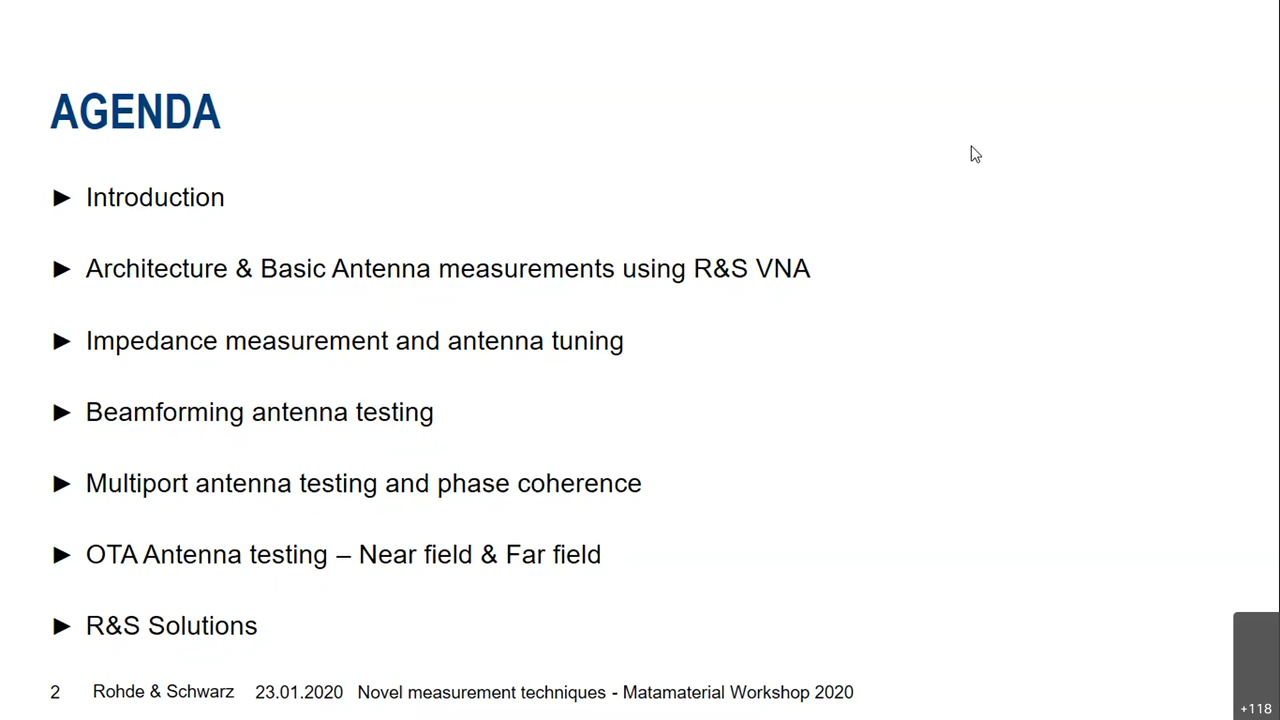 AGENDA
► Introduction
► Architecture & Basic Antenna measurements using R&S VNA
► Impedance measurement and antenna tuning
► Beamforming antenna testing
► Multiport antenna testing and phase coherence
► OTA Antenna testing – Near field & Far field
► R&S Solutions
2 Rohde & Schwarz 23.01.2020 Novel measurement techniques - Matamaterial Workshop 2020
+118